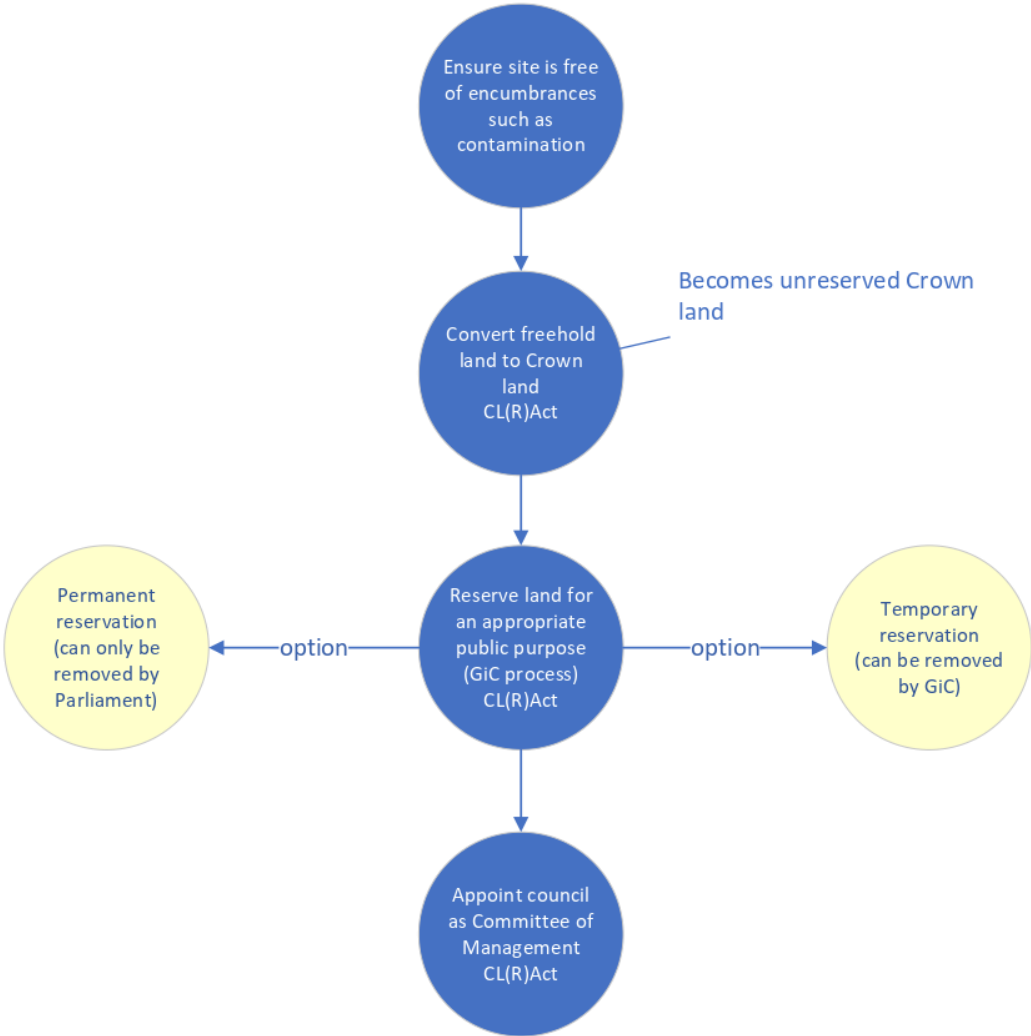 Ensure site is free
of encumbrances
such as
contamination
Becomes unreserved Crown
land
Convert freehold
land to Crown
land
CL(R)Act
Permanent
reservation
(can only be
removed by
Parliament)
option
Reserve land for
an appropriate
public purpose
(GiC process)
CL(R)Act
option
Temporary
reservation
(can be removed
by GiC)
Appoint council
as Committee of
Management
CL(R)Act